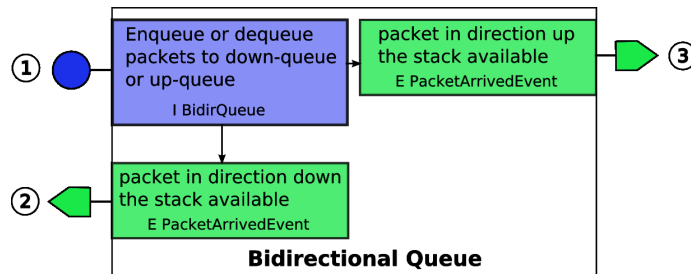 1
Enqueue or dequeue
packets to down-queue
or up-queue
I BidirQueue
packet in direction up
the stack available
E PacketArrivedEvent
3
2
packet in direction down
the stack available
E PacketArrivedEvent
Bidirectional Queue